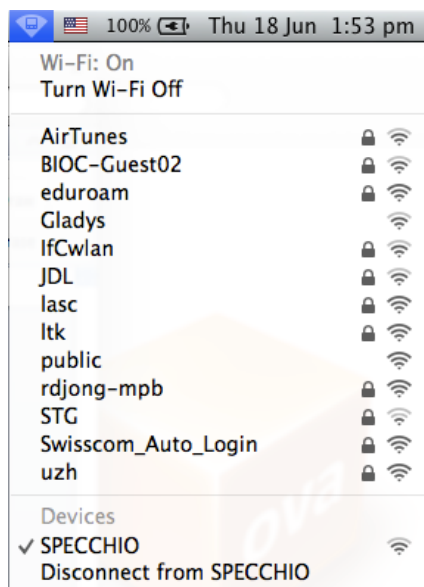 100% Thu 18 Jun 1:53 pm
Wi-Fi: On
Turn Wi-Fi Off
AirTunes
BIOC-Guest02
eduroam
Gladys
IfCwlan
JDL
lasc
ltk
public
rdjong-mpb
STG
Swisscom_Auto_Login
uzh
Devices
✓ SPECCHIO
Disconnect from SPECCHIO
ova